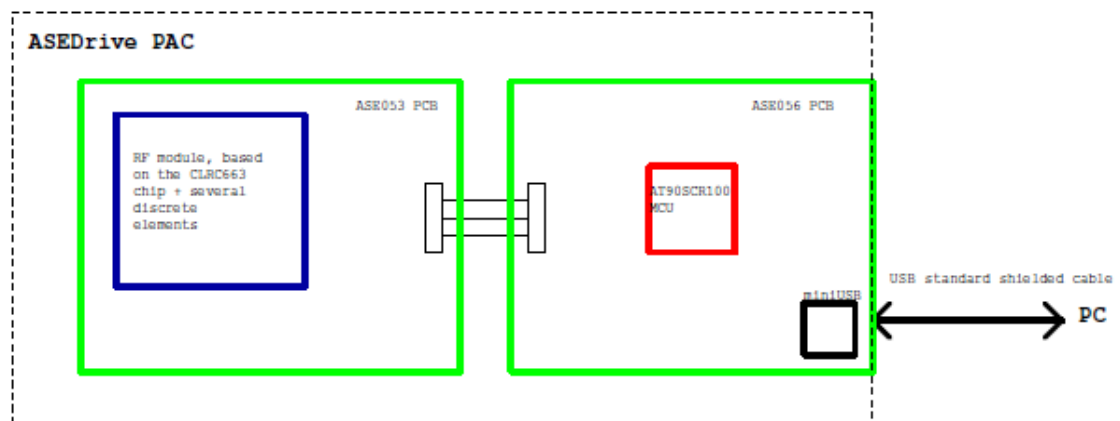 ASEDrive PAC
ASE053 PCB
ASE056 PCB
RF module, based
on the CLRC663
chip + several
discrete
elements
AT90SCR100
MCU
USB standard shielded cable
miniUSB
PC